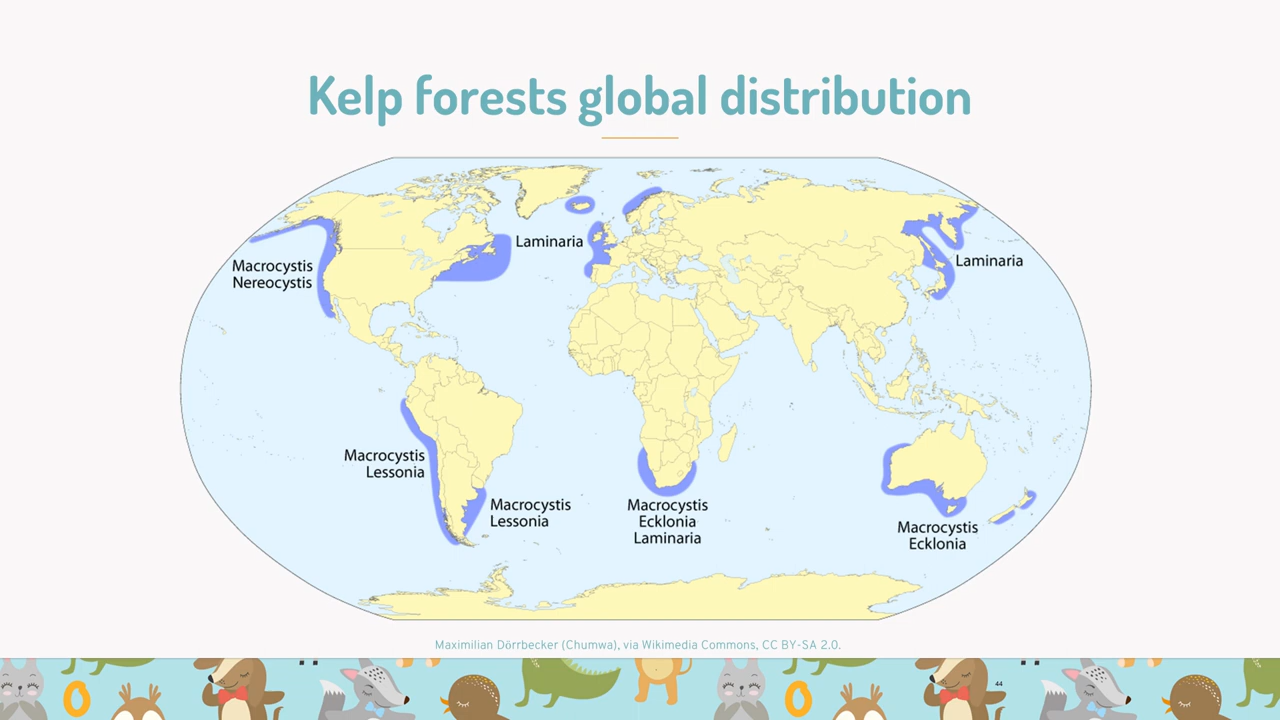 Kelp forests global distribution
Laminaria
Macrocystis
Nereocystis
Laminaria
Macrocystis
Lessonia
Macrocystis
Lessonia
Macrocystis
Ecklonia
Laminaria
Macrocystis
Ecklonia
Maximilian Dörrbecker (Chumwa), via Wikimedia Commons, CC BY-SA 2.0.
44